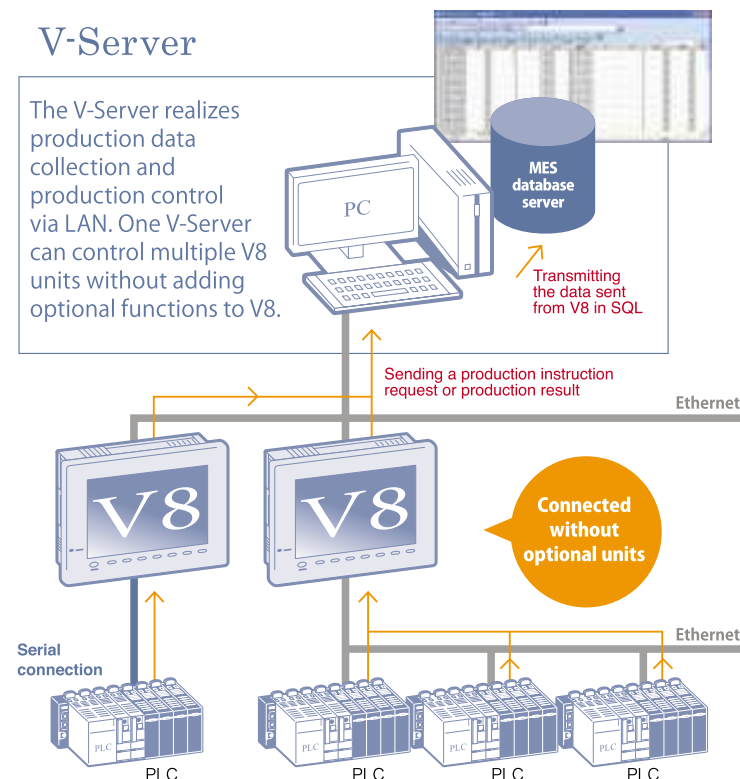 V-Server
The V-Server realizes
production data
collection and
production control
via LAN. One V-Server
can control multiple V8
units without adding
optional functions to V8.
PC
MES
database
server
Transmitting
the data sent
from V8 in SQL
Sending a production instruction
request or production result
Ethernet
V8
V8
Connected
without
optional units
Ethernet
Serial
connection
PLC
PLC
PLC
PLC
PLC
PLC
PLC
PLC